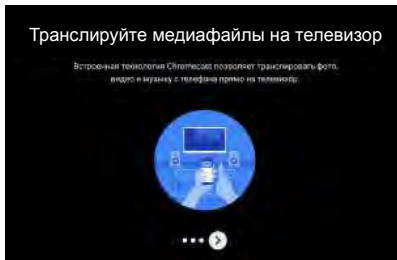 Транслируйте медиафайлы на телевизор
Встроенная технология Chromecast позволяет транслировать фото,
видео и музыку с телефона прямо на телевизор.